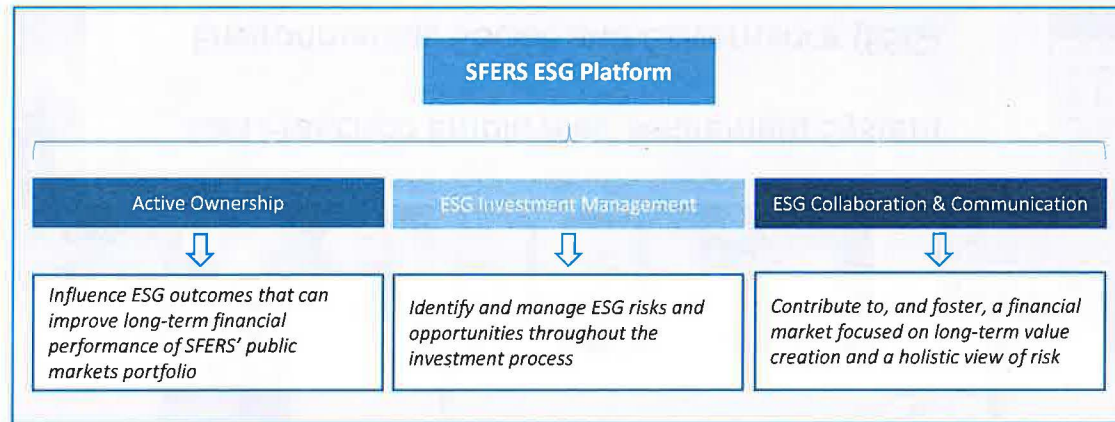 SFERS ESG Platform
Active Ownership
ESG Investment Management
ESG Collaboration & Communication
Influence ESG outcomes that can
improve long-term financial
performance of SFERS' public
markets portfolio
Identify and manage ESG risks and
opportunities throughout the
investment process
Contribute to, and foster, a financial
market focused on long-term value
creation and a holistic view of risk